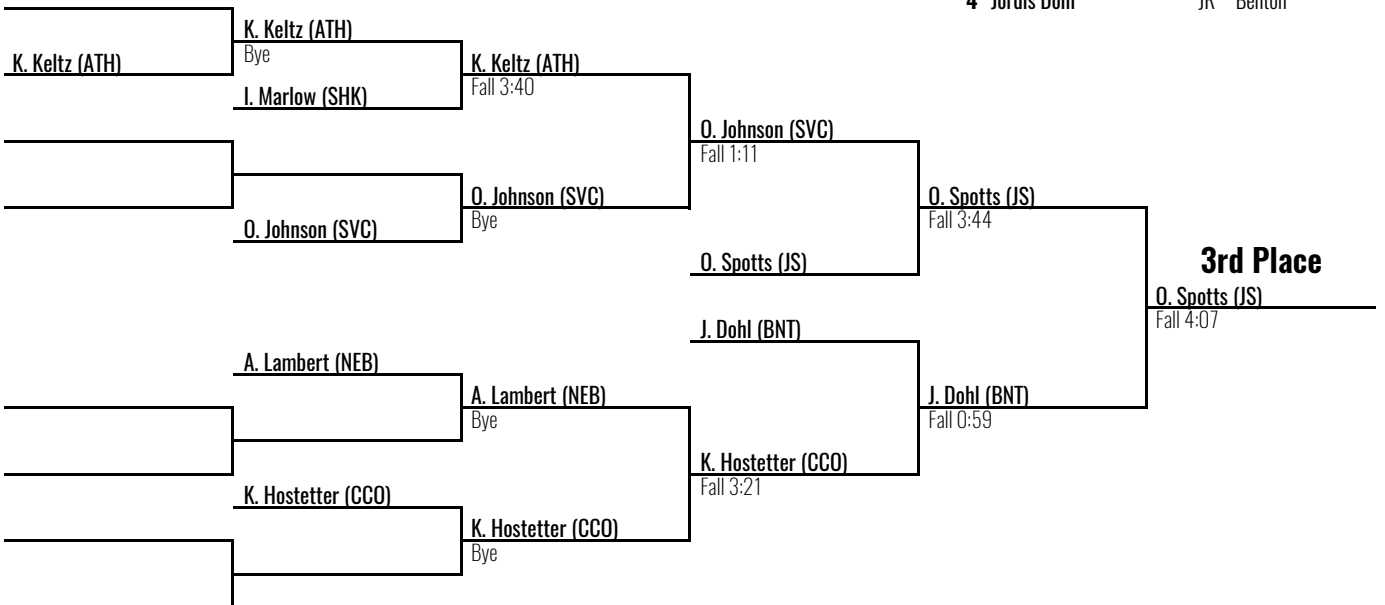 4 Jordis Dohl JR Benton
K. Keltz (ATH)
Bye
K. Keltz (ATH)
K. Keltz (ATH)
Fall 3:40
I. Marlow (SHK)
O. Johnson (SVC)
Fall 1:11
O. Johnson (SVC)
Bye
O. Spotts (JS)
Fall 3:44
O. Johnson (SVC)
3rd Place
O. Spotts (JS)
O. Spotts (JS)
Fall 4:07
J. Dohl (BNT)
A. Lambert (NEB)
A. Lambert (NEB)
Bye
J. Dohl (BNT)
Fall 0:59
K. Hostetter (CCO)
Fall 3:21
K. Hostetter (CCO)
K. Hostetter (CCO)
Bye